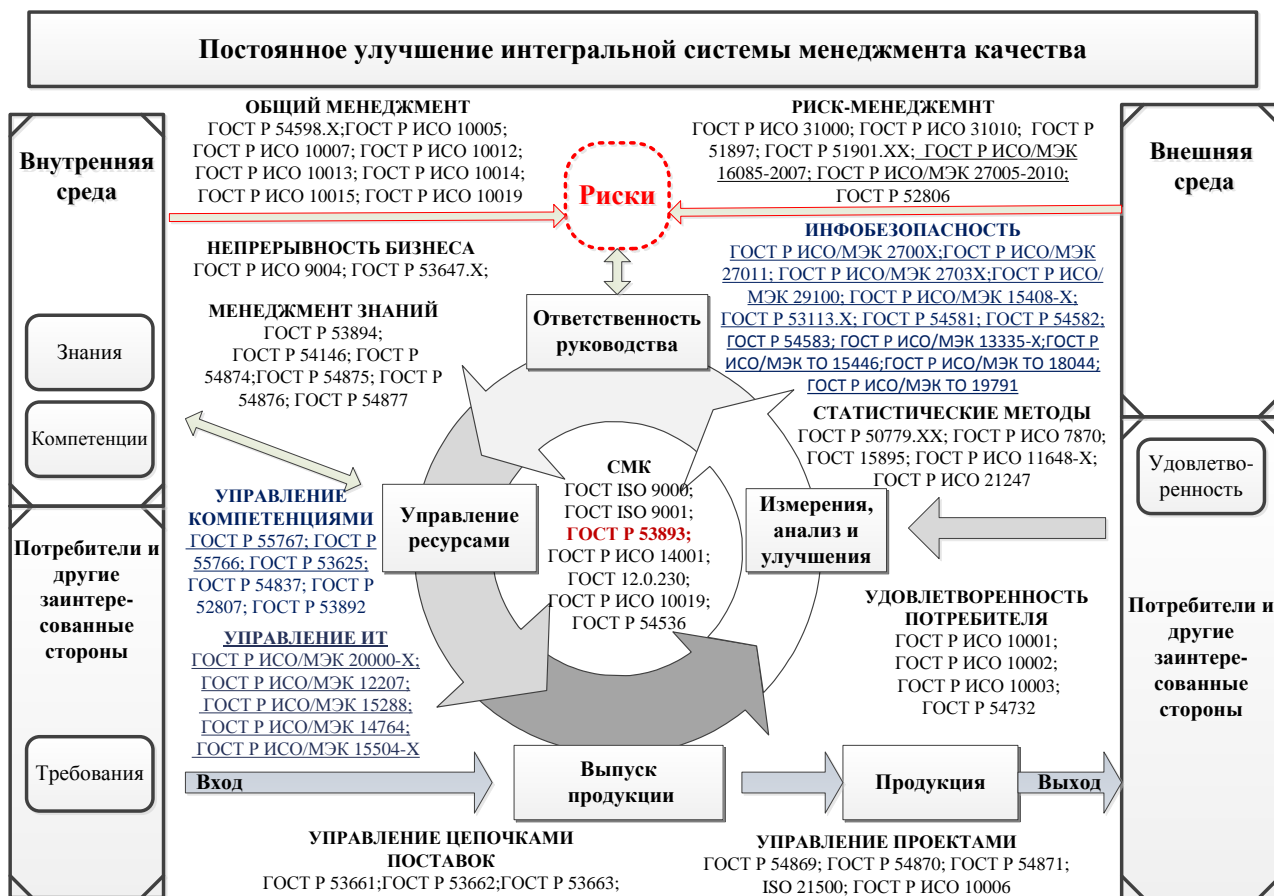 Постоянное улучшение интегральной системы менеджмента качества
Внутренняя
среда
Знания
Компетенции
Потребители и
другие
заинтере-
сованные
стороны
Требования
ОБЩИЙ МЕНЕДЖМЕНТ
ГОСТ Р 54598.X;ГОСТ Р ИСО 10005;
ГОСТ Р ИСО 10007; ГОСТ Р ИСО 10012;
ГОСТ Р ИСО 10013; ГОСТ Р ИСО 10014;
ГОСТ Р ИСО 10015; ГОСТ Р ИСО 10019
Риски
РИСК-МЕНЕДЖЕМНТ
ГОСТ Р ИСО 31000; ГОСТ Р ИСО 31010; ГОСТ Р
51897; ГОСТ Р 51901.XX; ГОСТ Р ИСО/МЭК
16085-2007; ГОСТ Р ИСО/МЭК 27005-2010;
ГОСТ Р 52806
НЕПРЕРЫВНОСТЬ БИЗНЕСА
ГОСТ Р ИСО 9004; ГОСТ Р 53647.X;
МЕНЕДЖМЕНТ ЗНАНИЙ
ГОСТ Р 53894;
ГОСТ Р 54146; ГОСТ Р
54874;ГОСТ Р 54875; ГОСТ Р
54876; ГОСТ Р 54877
Ответственность
руководства
ИНФОБЕЗОПАСНОСТЬ
ГОСТ Р ИСО/МЭК 2700X;ГОСТ Р ИСО/МЭК
27011; ГОСТ Р ИСО/МЭК 2703X;ГОСТ Р ИСО/
МЭК 29100; ГОСТ Р ИСО/МЭК 15408-X;
ГОСТ Р 53113.X; ГОСТ Р 54581; ГОСТ Р 54582;
ГОСТ Р 54583; ГОСТ Р ИСО/МЭК 13335-X;ГОСТ Р
ИСО/МЭК ТО 15446;ГОСТ Р ИСО/МЭК ТО 18044;
ГОСТ Р ИСО/МЭК ТО 19791
СТАТИСТИЧЕСКИЕ МЕТОДЫ
ГОСТ Р 50779.XX; ГОСТ Р ИСО 7870;
ГОСТ 15895; ГОСТ Р ИСО 11648-X;
ГОСТ Р ИСО 21247
УПРАВЛЕНИЕ
КОМПЕТЕНЦИЯМИ
ГОСТ Р 55767; ГОСТ Р
55766; ГОСТ Р 53625;
ГОСТ Р 54837; ГОСТ Р
52807; ГОСТ Р 53892
Управление
ресурсами
СМК
ГОСТ ISO 9000;
ГОСТ ISO 9001;
ГОСТ Р 53893;
ГОСТ Р ИСО 14001;
ГОСТ 12.0.230;
ГОСТ Р ИСО 10019;
ГОСТ Р 54536
Измерения,
анализ и
улучшения
УПРАВЛЕНИЕ ИТ
ГОСТ Р ИСО/МЭК 20000-X;
ГОСТ Р ИСО/МЭК 12207;
ГОСТ Р ИСО/МЭК 15288;
ГОСТ Р ИСО/МЭК 14764;
ГОСТ Р ИСО/МЭК 15504-X
УДОВЛЕТВОРЕННОСТЬ
ПОТРЕБИТЕЛЯ
ГОСТ Р ИСО 10001;
ГОСТ Р ИСО 10002;
ГОСТ Р ИСО 10003;
ГОСТ Р 54732
Вход
Выпуск
продукции
Продукция
Выход
УПРАВЛЕНИЕ ЦЕПОЧКАМИ
ПОСТАВОК
ГОСТ Р 53661;ГОСТ Р 53662;ГОСТ Р 53663;
УПРАВЛЕНИЕ ПРОЕКТАМИ
ГОСТ Р 54869; ГОСТ Р 54870; ГОСТ Р 54871;
ISO 21500; ГОСТ Р ИСО 10006
Внешняя
среда
Удовлетво-
ренность
Потребители и
другие
заинтере-
сованные
стороны